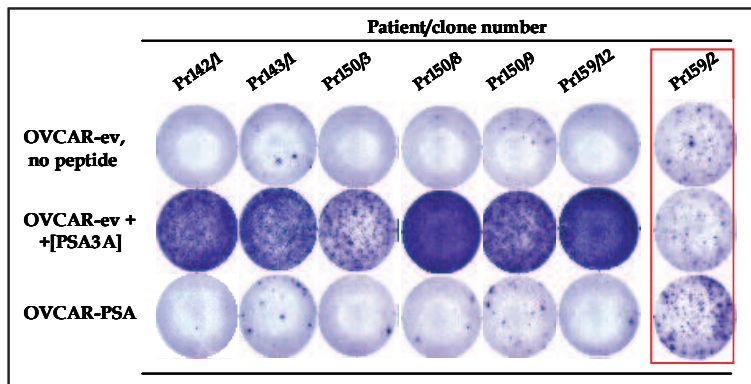 Patient/clone number
Pr142/1 Pr143/1 Pr150/3 Pr150/8 Pr150/9 Pr159/12 Pr159/2
OVCAR-ev,
no peptide
OVCAR-ev +
+[PSA3A]
OVCAR-PSA